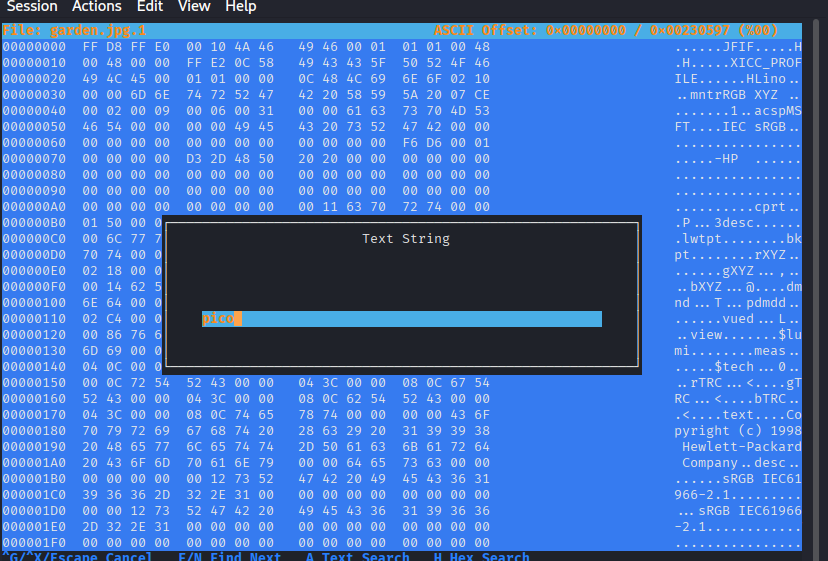 Session Actions Edit View Help
File: garden.jpg.1 ASCII Offset: 0×00000000 / 0×00230597 (%00)
00000000 FF D8 FF E0 00 10 4A 46 49 46 00 01 01 01 00 48 ......JFIF.....H
00000010 00 48 00 00 FF E2 0C 58 49 43 43 5F 50 52 4F 46 .H.....XICC_PROF
00000020 49 4C 45 00 01 01 00 00 0C 48 4C 69 6E 6F 02 10 ILE......HLino..
00000030 00 00 6D 6E 74 72 52 47 42 20 58 59 5A 20 07 CE ..mntrRGB XYZ ..
00000040 00 02 00 09 00 06 00 31 00 00 61 63 73 70 4D 53 .......1..acspMS
00000050 46 54 00 00 00 00 49 45 43 20 73 52 47 42 00 00 FT....IEC sRGB..
00000060 00 00 00 00 00 00 00 00 00 00 00 00 F6 D6 00 01 ................
00000070 00 00 00 00 D3 2D 48 50 20 20 00 00 00 00 00 00 .....-HP  ......
00000080 00 00 00 00 00 00 00 00 00 00 00 00 00 00 00 00 ................
00000090 00 00 00 00 00 00 00 00 00 00 00 00 00 00 00 00 ................
000000A0 00 00 00 00 00 00 00 00 00 11 63 70 72 74 00 00 ..........cprt..
000000B0 01 50 00 0 .P...3desc......
000000C0 00 6C 77 7 .lwtpt........bk
000000D0 70 74 00 0 pt........rXYZ..
000000E0 02 18 00 0 ......gXYZ...,..
000000F0 00 14 62 5 ..bXYZ...@....dm
00000100 6E 64 00 0 nd...T...pdmdd..
00000110 02 C4 00 0 ......vued...L..
00000120 00 86 76 6 ..view.......$lu
00000130 6D 69 00 0 mi........meas..
00000140 04 0C 00 0 .....$tech...0..
Text String
pico
00000150 00 0C 72 54 52 43 00 00 04 3C 00 00 08 0C 67 54 ..rTRC...<....gT
00000160 52 43 00 00 04 3C 00 00 08 0C 62 54 52 43 00 00 RC...<....bTRC..
00000170 04 3C 00 00 08 0C 74 65 78 74 00 00 00 00 43 6F .<....text....Co
00000180 70 79 72 69 67 68 74 20 28 63 29 20 31 39 39 38 pyright (c) 1998
00000190 20 48 65 77 6C 65 74 74 2D 50 61 63 6B 61 72 64 Hewlett-Packard
000001A0 20 43 6F 6D 70 61 6E 79 00 00 64 65 73 63 00 00 Company..desc..
000001B0 00 00 00 00 00 12 73 52 47 42 20 49 45 43 36 31 ......sRGB IEC61
000001C0 39 36 36 2D 32 2E 31 00 00 00 00 00 00 00 00 00 966-2.1.........
000001D0 00 00 12 73 52 47 42 20 49 45 43 36 31 39 36 36 ...sRGB IEC61966
000001E0 2D 32 2E 31 00 00 00 00 00 00 00 00 00 00 00 00 -2.1............
000001F0 00 00 00 00 00 00 00 00 00 00 00 00 00 00 00 00 ................
^G/^X/Escape Cancel F/N Find Next A Text Search H Hex Search